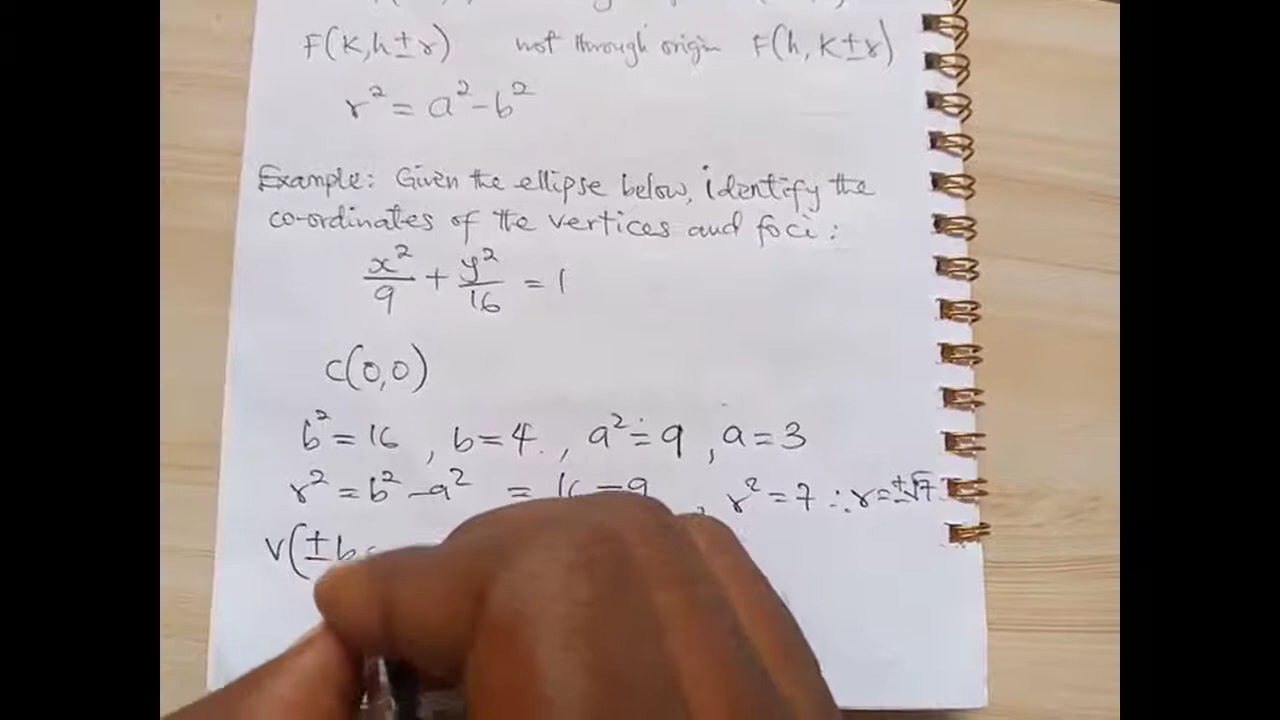 F(K,h±r) not through origin F(h, K±r)
r² = a² - b²
Example: Given the ellipse below, identify the
co-ordinates of the vertices and foci:
x²/9 + y²/16 = 1
C(0,0)
b² = 16 , b = 4. , a² = 9 , a = 3
r² = b² - a² = 16 - 9 r² = 7 ∴ r = ±√7
V(±b